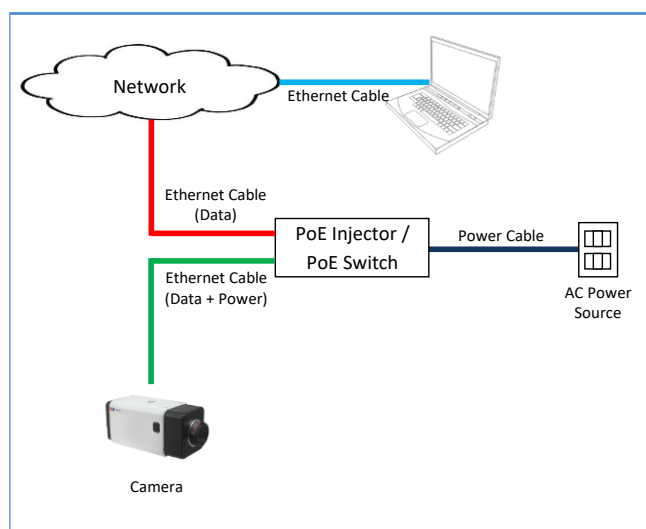 Network
Ethernet Cable
Ethernet Cable
(Data)
PoE Injector /
PoE Switch
Power Cable
Ethernet Cable
(Data + Power)
AC Power
Source
Camera